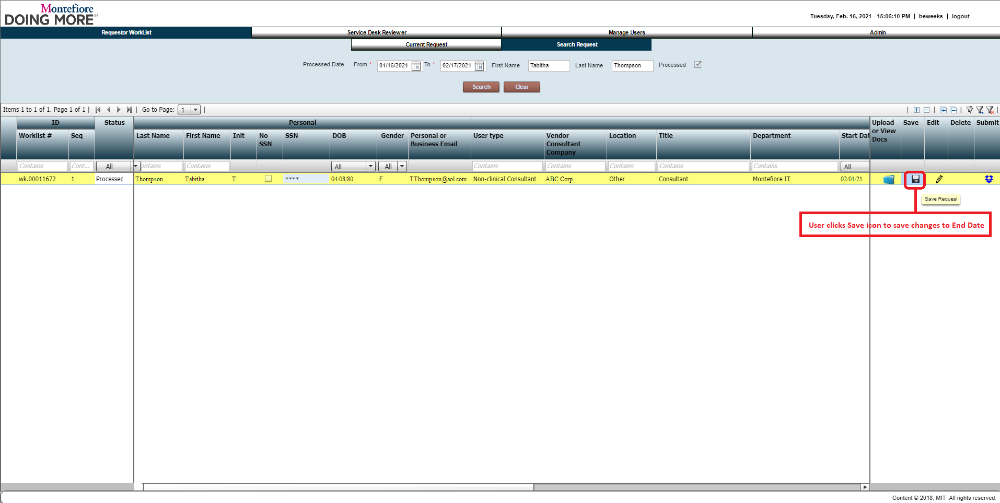 Montefiore
DOING MORE℠
Tuesday, Feb. 16, 2021 - 15:06:10 PM | beweeks | logout
Requestor WorkList
Service Desk Reviewer
Manage Users
Admin
Current Request
Search Request
Processed Date From * 01/16/2021 To * 02/17/2021 First Name Tabitha Last Name Thompson Processed
Search Clear
Items 1 to 1 of 1. Page 1 of 1 | Go to Page: 1 |
ID Status Personal Upload or View Docs Save Edit Delete Submit
Worklist # Seq Last Name First Name Init No SSN SSN DOB Gender Personal or Business Email User type Vendor Consultant Company Location Title Department Start Dat
Contains Cont... All ontains Contains All All Contains Contains Contains Contains Contains All
wk.00011672 1 Processec Thompson Tabitha T **** 04/08/80 F TThompson@aol.com Non-clinical Consultant ABC Corp Other Consultant Montefiore IT 02/01/21
Save Request
User clicks Save icon to save changes to End Date
Content © 2018, MIT .All rights reserved.